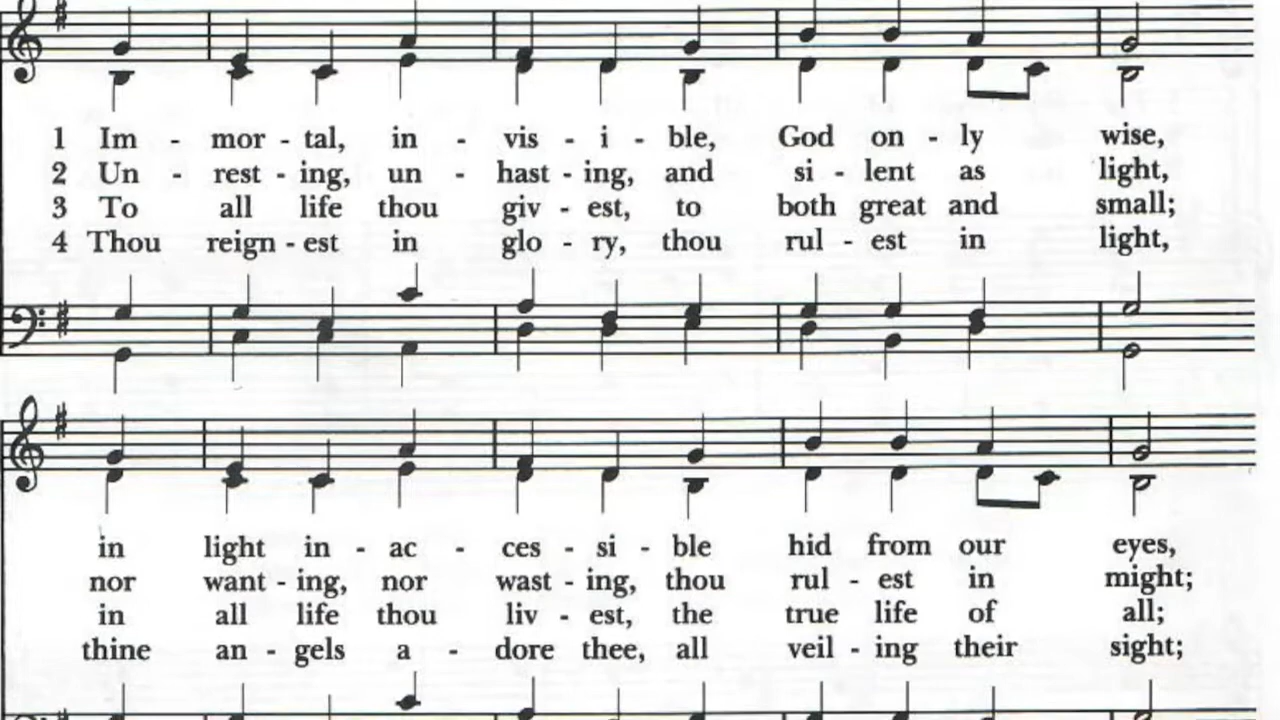 1 Im - mor - tal, in - vis - i - ble, God on - ly wise,
2 Un - rest - ing, un - hast - ing, and si - lent as light,
3 To all life thou giv - est, to both great and small;
4 Thou reign - est in glo - ry, thou rul - est in light,
in light in - ac - ces - si - ble hid from our eyes,
nor want - ing, nor wast - ing, thou rul - est in might;
in all life thou liv - est, the true life of all;
thine an - gels a - dore thee, all veil - ing their sight;